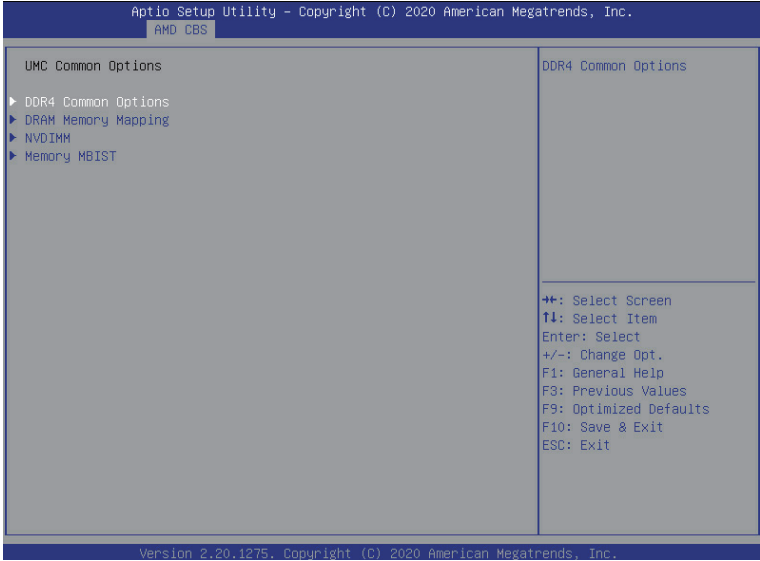 Aptio Setup Utility – Copyright (C) 2020 American Megatrends, Inc.
AMD CBS
UMC Common Options
DDR4 Common Options
DRAM Memory Mapping
NVDIMM
Memory MBIST
DDR4 Common Options
→←: Select Screen
↑↓: Select Item
Enter: Select
+/-: Change Opt.
F1: General Help
F3: Previous Values
F9: Optimized Defaults
F10: Save & Exit
ESC: Exit
Version 2.20.1275. Copyright (C) 2020 American Megatrends, Inc.